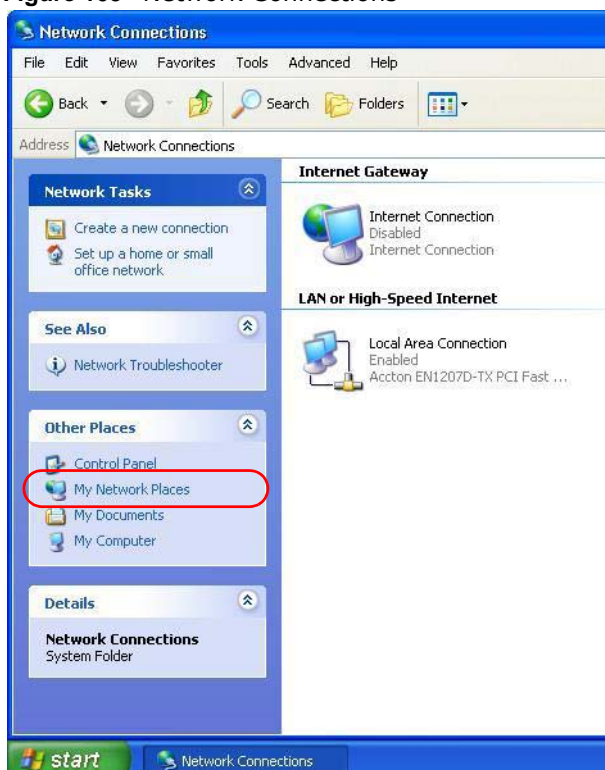 Network Connections
File Edit View Favorites Tools Advanced Help
Back Search Folders
Address Network Connections
Network Tasks
Create a new connection
Set up a home or small
office network
See Also
Network Troubleshooter
Other Places
Control Panel
My Network Places
My Documents
My Computer
Details
Network Connections
System Folder
Internet Gateway
Internet Connection
Disabled
Internet Connection
LAN or High-Speed Internet
Local Area Connection
Enabled
Accton EN1207D-TX PCI Fast ...
start Network Connections